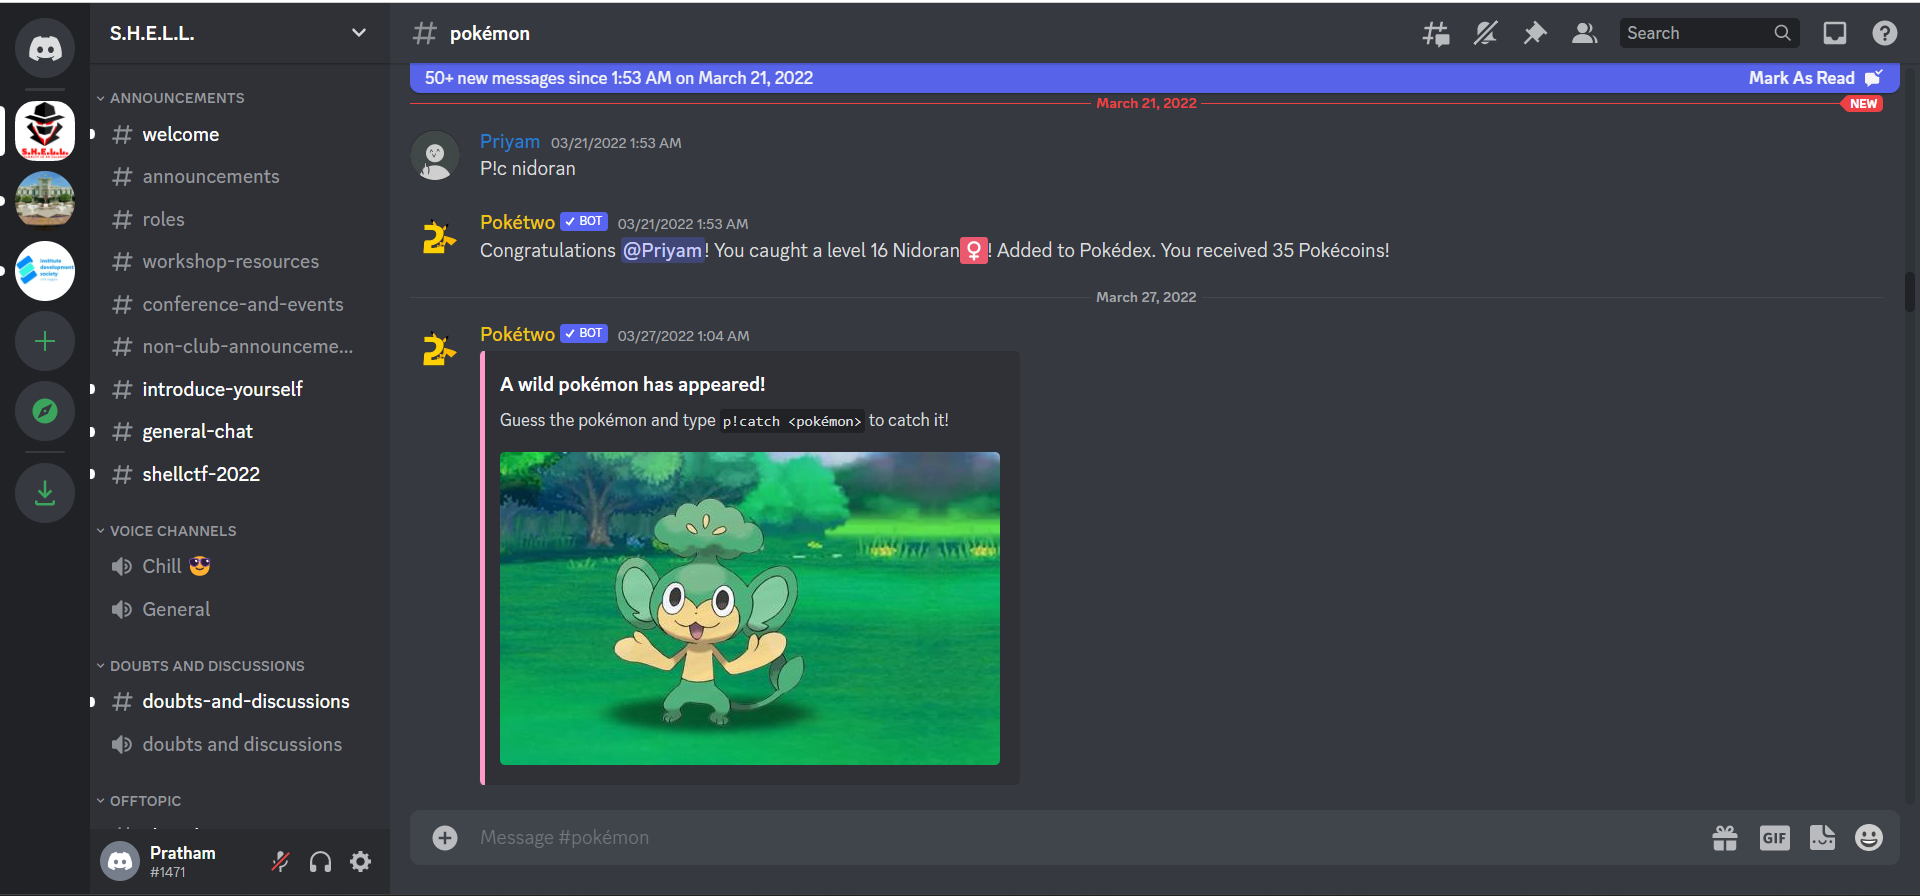 S.H.E.L.L.
ANNOUNCEMENTS
welcome
announcements
roles
workshop-resources
conference-and-events
non-club-announceme...
introduce-yourself
general-chat
shellctf-2022
VOICE CHANNELS
Chill 😎
General
DOUBTS AND DISCUSSIONS
doubts-and-discussions
doubts and discussions
OFFTOPIC
Pratham
#1471
S.H.E.L.L.
institute
development
society
# pokémon
Search
50+ new messages since 1:53 AM on March 21, 2022
Mark As Read
March 21, 2022
NEW
Priyam 03/21/2022 1:53 AM
P!c nidoran
Pokétwo ✓ BOT 03/21/2022 1:53 AM
Congratulations @Priyam! You caught a level 16 Nidoran♀! Added to Pokédex. You received 35 Pokécoins!
March 27, 2022
Pokétwo ✓ BOT 03/27/2022 1:04 AM
A wild pokémon has appeared!
Guess the pokémon and type p!catch <pokémon> to catch it!
Message #pokémon
GIF